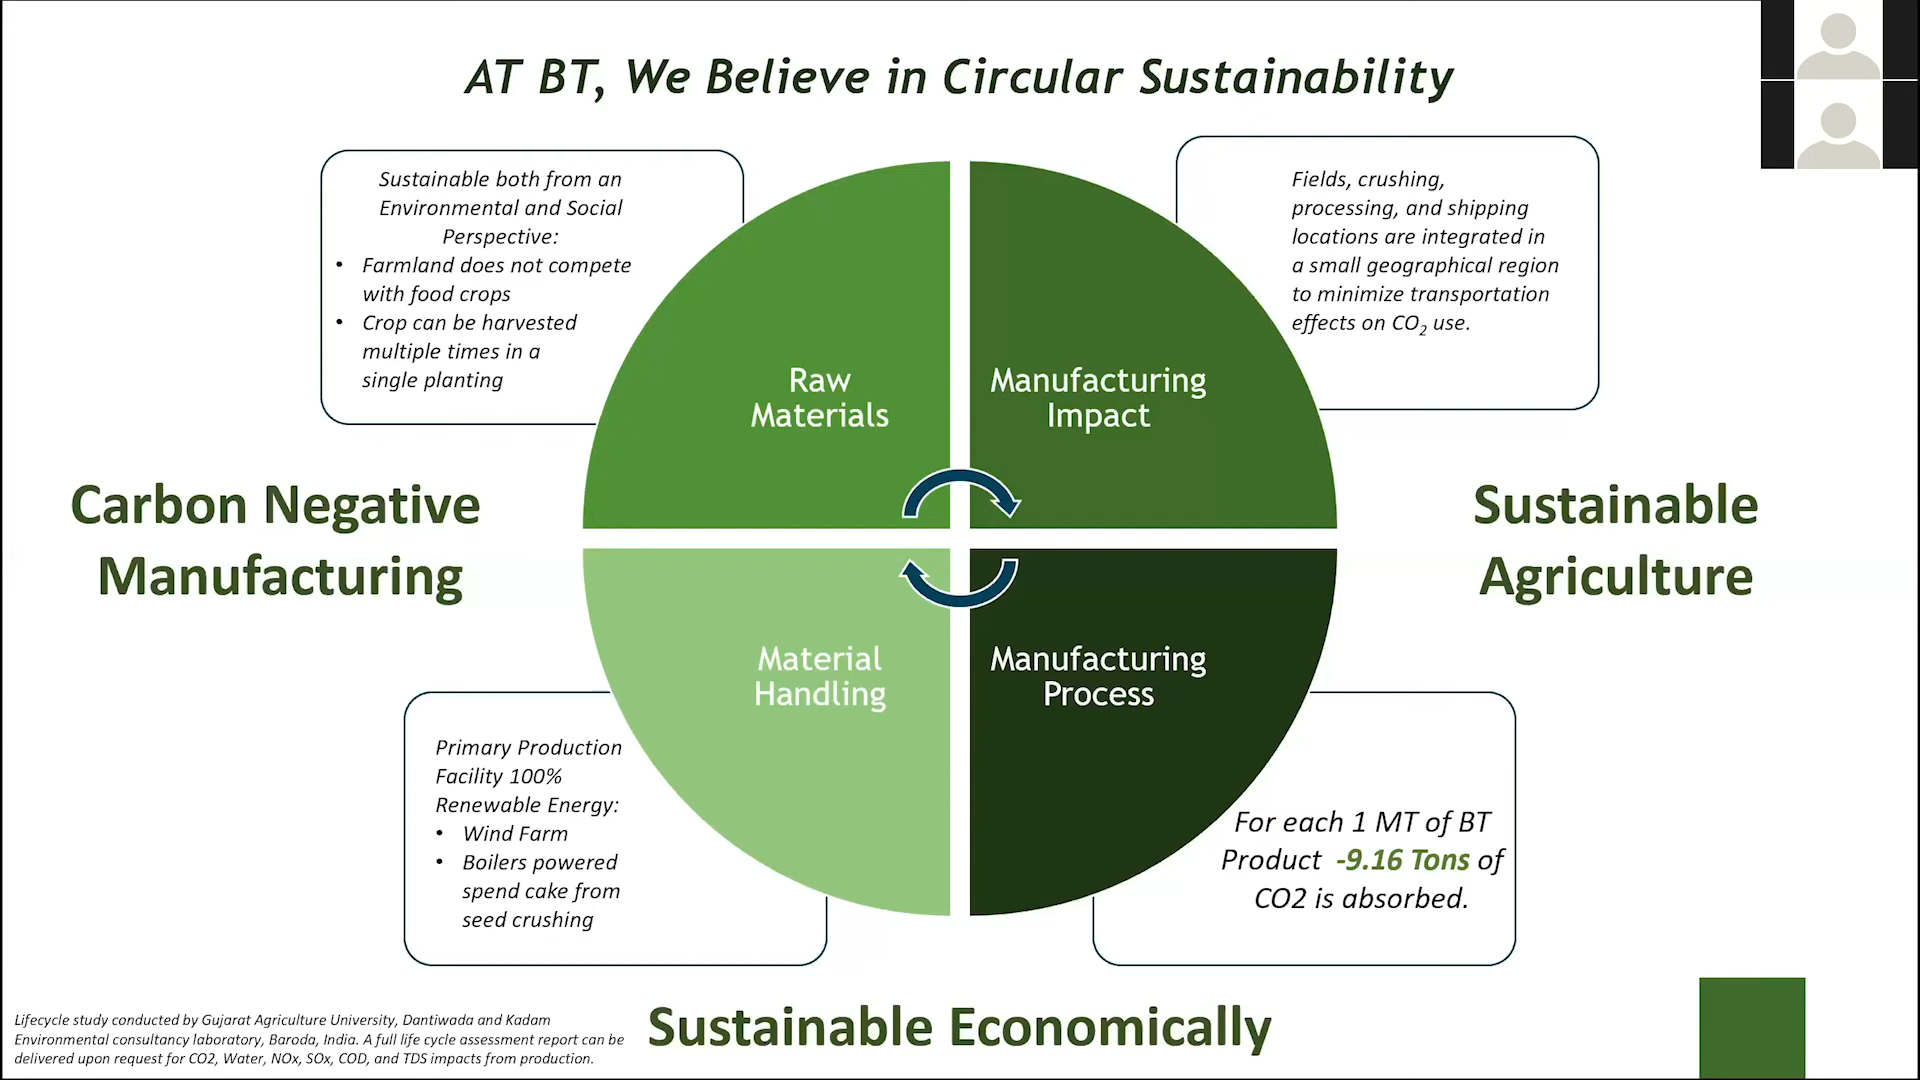 AT BT, We Believe in Circular Sustainability
Sustainable both from an
Environmental and Social
Perspective:
• Farmland does not compete
with food crops
• Crop can be harvested
multiple times in a
single planting
Fields, crushing,
processing, and shipping
locations are integrated in
a small geographical region
to minimize transportation
effects on CO₂ use.
Raw
Materials
Manufacturing
Impact
Carbon Negative
Manufacturing
Sustainable
Agriculture
Material
Handling
Manufacturing
Process
Primary Production
Facility 100%
Renewable Energy:
• Wind Farm
• Boilers powered
spend cake from
seed crushing
For each 1 MT of BT
Product -9.16 Tons of
CO2 is absorbed.
Sustainable Economically
Lifecycle study conducted by Gujarat Agriculture University, Dantiwada and Kadam
Environmental consultancy laboratory, Baroda, India. A full life cycle assessment report can be
delivered upon request for CO2, Water, NOx, SOx, COD, and TDS impacts from production.